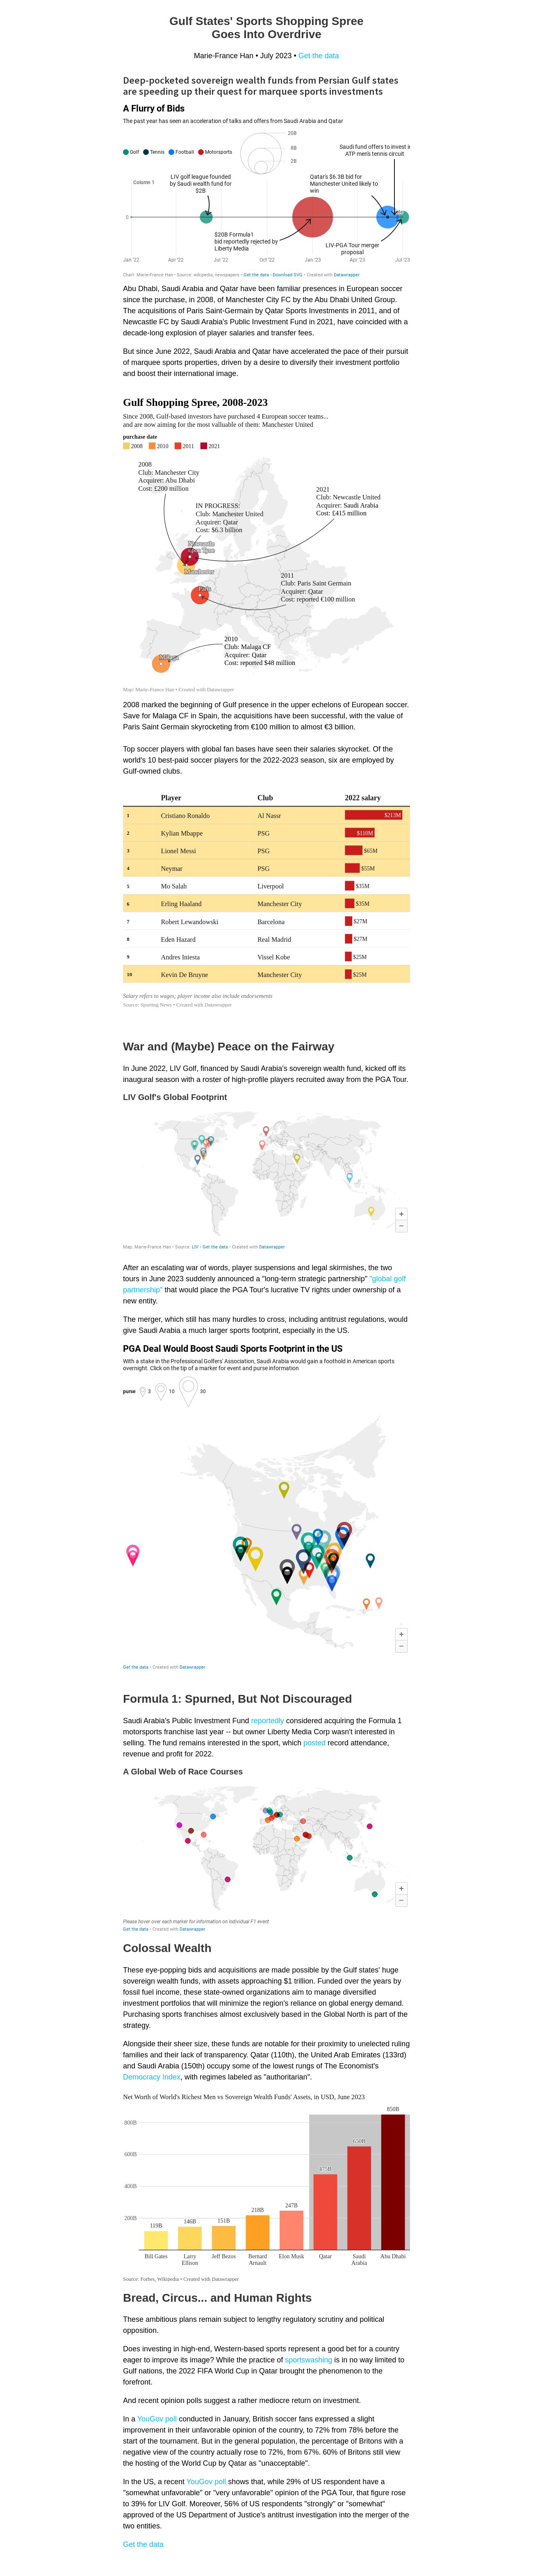 Gulf States' Sports Shopping Spree
Goes Into Overdrive
Marie-France Han • July 2023 • Get the data
Deep-pocketed sovereign wealth funds from Persian Gulf states
are speeding up their quest for marquee sports investments
A Flurry of Bids
The past year has seen an acceleration of talks and offers from Saudi Arabia and Qatar
Golf Tennis Football Motorsports
20B
8B
2B
Saudi fund offers to invest i
ATP men's tennis circuit
Column 1
LIV golf league founded
by Saudi wealth fund for
$2B
Qatar's $6.3B bid for
Manchester United likely to
win
0
$20B Formula1
bid reportedly rejected by
Liberty Media
LIV-PGA Tour merger
proposal
Jan '22 Apr '22 Jul '22 Oct '22 Jan '23 Apr '23 Jul '23
Chart: Marie-France Han • Source: wikipedia, newspapers • Get the data • Download SVG • Created with Datawrapper
Abu Dhabi, Saudi Arabia and Qatar have been familiar presences in European soccer
since the purchase, in 2008, of Manchester City FC by the Abu Dhabi United Group.
The acquisitions of Paris Saint-Germain by Qatar Sports Investments in 2011, and of
Newcastle FC by Saudi Arabia's Public Investment Fund in 2021, have coincided with a
decade-long explosion of player salaries and transfer fees.
But since June 2022, Saudi Arabia and Qatar have accelerated the pace of their pursuit
of marquee sports properties, driven by a desire to diversify their investment portfolio
and boost their international image.
Gulf Shopping Spree, 2008-2023
Since 2008, Gulf-based investors have purchased 4 European soccer teams...
and are now aiming for the most valluable of them: Manchester United
purchase date
2008 2010 2011 2021
2008
Club: Manchester City
Acquirer: Abu Dhabi
Cost: £200 million
2021
Club: Newcastle United
Acquirer: Saudi Arabia
Cost: £415 million
IN PROGRESS:
Club: Manchester United
Acquirer: Qatar
Cost: $6.3 billion
Newcastle
upon Tyne
Manchester
2011
Club: Paris Saint Germain
Acquirer: Qatar
Cost: reported €100 million
Paris
2010
Club: Malaga CF
Acquirer: Qatar
Cost: reported $48 million
Málaga
Map: Marie-France Han • Created with Datawrapper
2008 marked the beginning of Gulf presence in the upper echelons of European soccer.
Save for Malaga CF in Spain, the acquisitions have been successful, with the value of
Paris Saint Germain skyrocketing from €100 million to almost €3 billion.
Top soccer players with global fan bases have seen their salaries skyrocket. Of the
world's 10 best-paid soccer players for the 2022-2023 season, six are employed by
Gulf-owned clubs.
Player Club 2022 salary
1 Cristiano Ronaldo Al Nassr $213M
2 Kylian Mbappe PSG $110M
3 Lionel Messi PSG $65M
4 Neymar PSG $55M
5 Mo Salah Liverpool $35M
6 Erling Haaland Manchester City $35M
7 Robert Lewandowski Barcelona $27M
8 Eden Hazard Real Madrid $27M
9 Andres Iniesta Vissel Kobe $25M
10 Kevin De Bruyne Manchester City $25M
Salary refers to wages; player income also include endorsements
Source: Sporting News • Created with Datawrapper
War and (Maybe) Peace on the Fairway
In June 2022, LIV Golf, financed by Saudi Arabia's sovereign wealth fund, kicked off its
inaugural season with a roster of high-profile players recruited away from the PGA Tour.
LIV Golf's Global Footprint
+
−
Map: Marie-France Han • Source: LIV • Get the data • Created with Datawrapper
After an escalating war of words, player suspensions and legal skirmishes, the two
tours in June 2023 suddenly announced a "long-term strategic partnership" "global golf
partnership" that would place the PGA Tour's lucrative TV rights under ownership of a
new entity.
The merger, which still has many hurdles to cross, including antitrust regulations, would
give Saudi Arabia a much larger sports footprint, especially in the US.
PGA Deal Would Boost Saudi Sports Footprint in the US
With a stake in the Professional Golfers' Association, Saudi Arabia would gain a foothold in American sports
overnight. Click on the tip of a marker for event and purse information
purse 3 10 30
+
−
Get the data • Created with Datawrapper
Formula 1: Spurned, But Not Discouraged
Saudi Arabia's Public Investment Fund reportedly considered acquiring the Formula 1
motorsports franchise last year -- but owner Liberty Media Corp wasn't interested in
selling. The fund remains interested in the sport, which posted record attendance,
revenue and profit for 2022.
A Global Web of Race Courses
+
−
Please hover over each marker for information on individual F1 event
Get the data • Created with Datawrapper
Colossal Wealth
These eye-popping bids and acquisitions are made possible by the Gulf states' huge
sovereign wealth funds, with assets approaching $1 trillion. Funded over the years by
fossil fuel income, these state-owned organizations aim to manage diversified
investment portfolios that will minimize the region's reliance on global energy demand.
Purchasing sports franchises almost exclusively based in the Global North is part of the
strategy.
Alongside their sheer size, these funds are notable for their proximity to unelected ruling
families and their lack of transparency. Qatar (110th), the United Arab Emirates (133rd)
and Saudi Arabia (150th) occupy some of the lowest rungs of The Economist's
Democracy Index, with regimes labeled as "authoritarian".
Net Worth of World's Richest Men vs Sovereign Wealth Funds' Assets, in USD, June 2023
800B
600B
400B
200B
119B 146B 151B 218B 247B 475B 650B 850B
Bill Gates Larry Ellison Jeff Bezos Bernard Arnault Elon Musk Qatar Saudi Arabia Abu Dhabi
Source: Forbes, Wikipedia • Created with Datawrapper
Bread, Circus... and Human Rights
These ambitious plans remain subject to lengthy regulatory scrutiny and political
opposition.
Does investing in high-end, Western-based sports represent a good bet for a country
eager to improve its image? While the practice of sportswashing is in no way limited to
Gulf nations, the 2022 FIFA World Cup in Qatar brought the phenomenon to the
forefront.
And recent opinion polls suggest a rather mediocre return on investment.
In a YouGov poll conducted in January, British soccer fans expressed a slight
improvement in their unfavorable opinion of the country, to 72% from 78% before the
start of the tournament. But in the general population, the percentage of Britons with a
negative view of the country actually rose to 72%, from 67%. 60% of Britons still view
the hosting of the World Cup by Qatar as "unacceptable".
In the US, a recent YouGov poll shows that, while 29% of US respondent have a
"somewhat unfavorable" or "very unfavorable" opinion of the PGA Tour, that figure rose
to 39% for LIV Golf. Moreover, 56% of US respondents "strongly" or "somewhat"
approved of the US Department of Justice's antitrust investigation into the merger of the
two entities.
Get the data